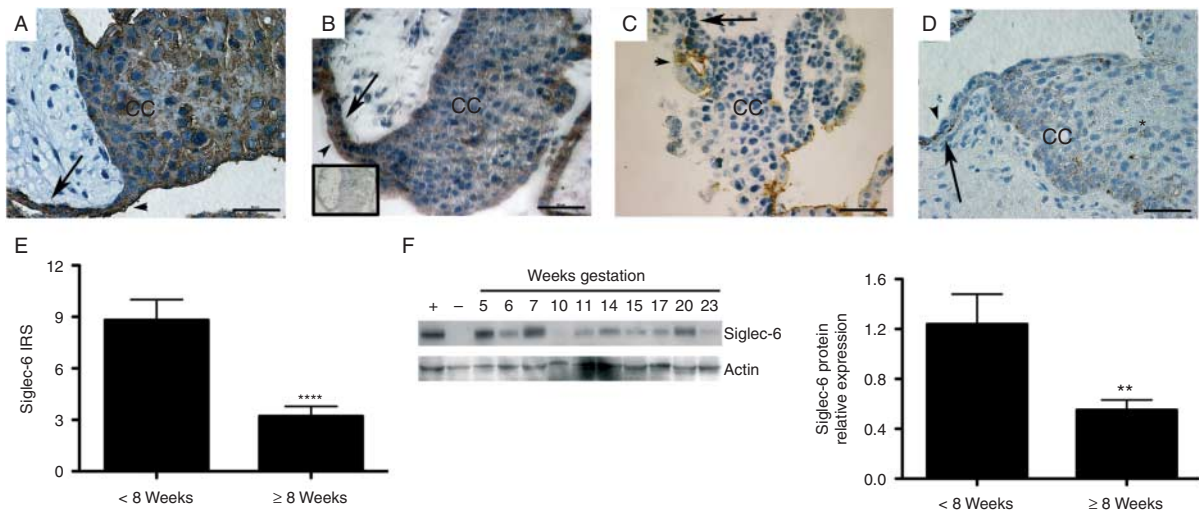 A
B
C
D
CC
CC
CC
CC
*
E
Siglec-6 IRS
12
9
6
3
0
****
< 8 Weeks
≥ 8 Weeks
F
Weeks gestation
+ – 5 6 7 10 11 14 15 17 20 23
Siglec-6
Actin
Siglec-6 protein
relative expression
1.6
1.2
0.8
0.4
0.0
**
< 8 Weeks
≥ 8 Weeks